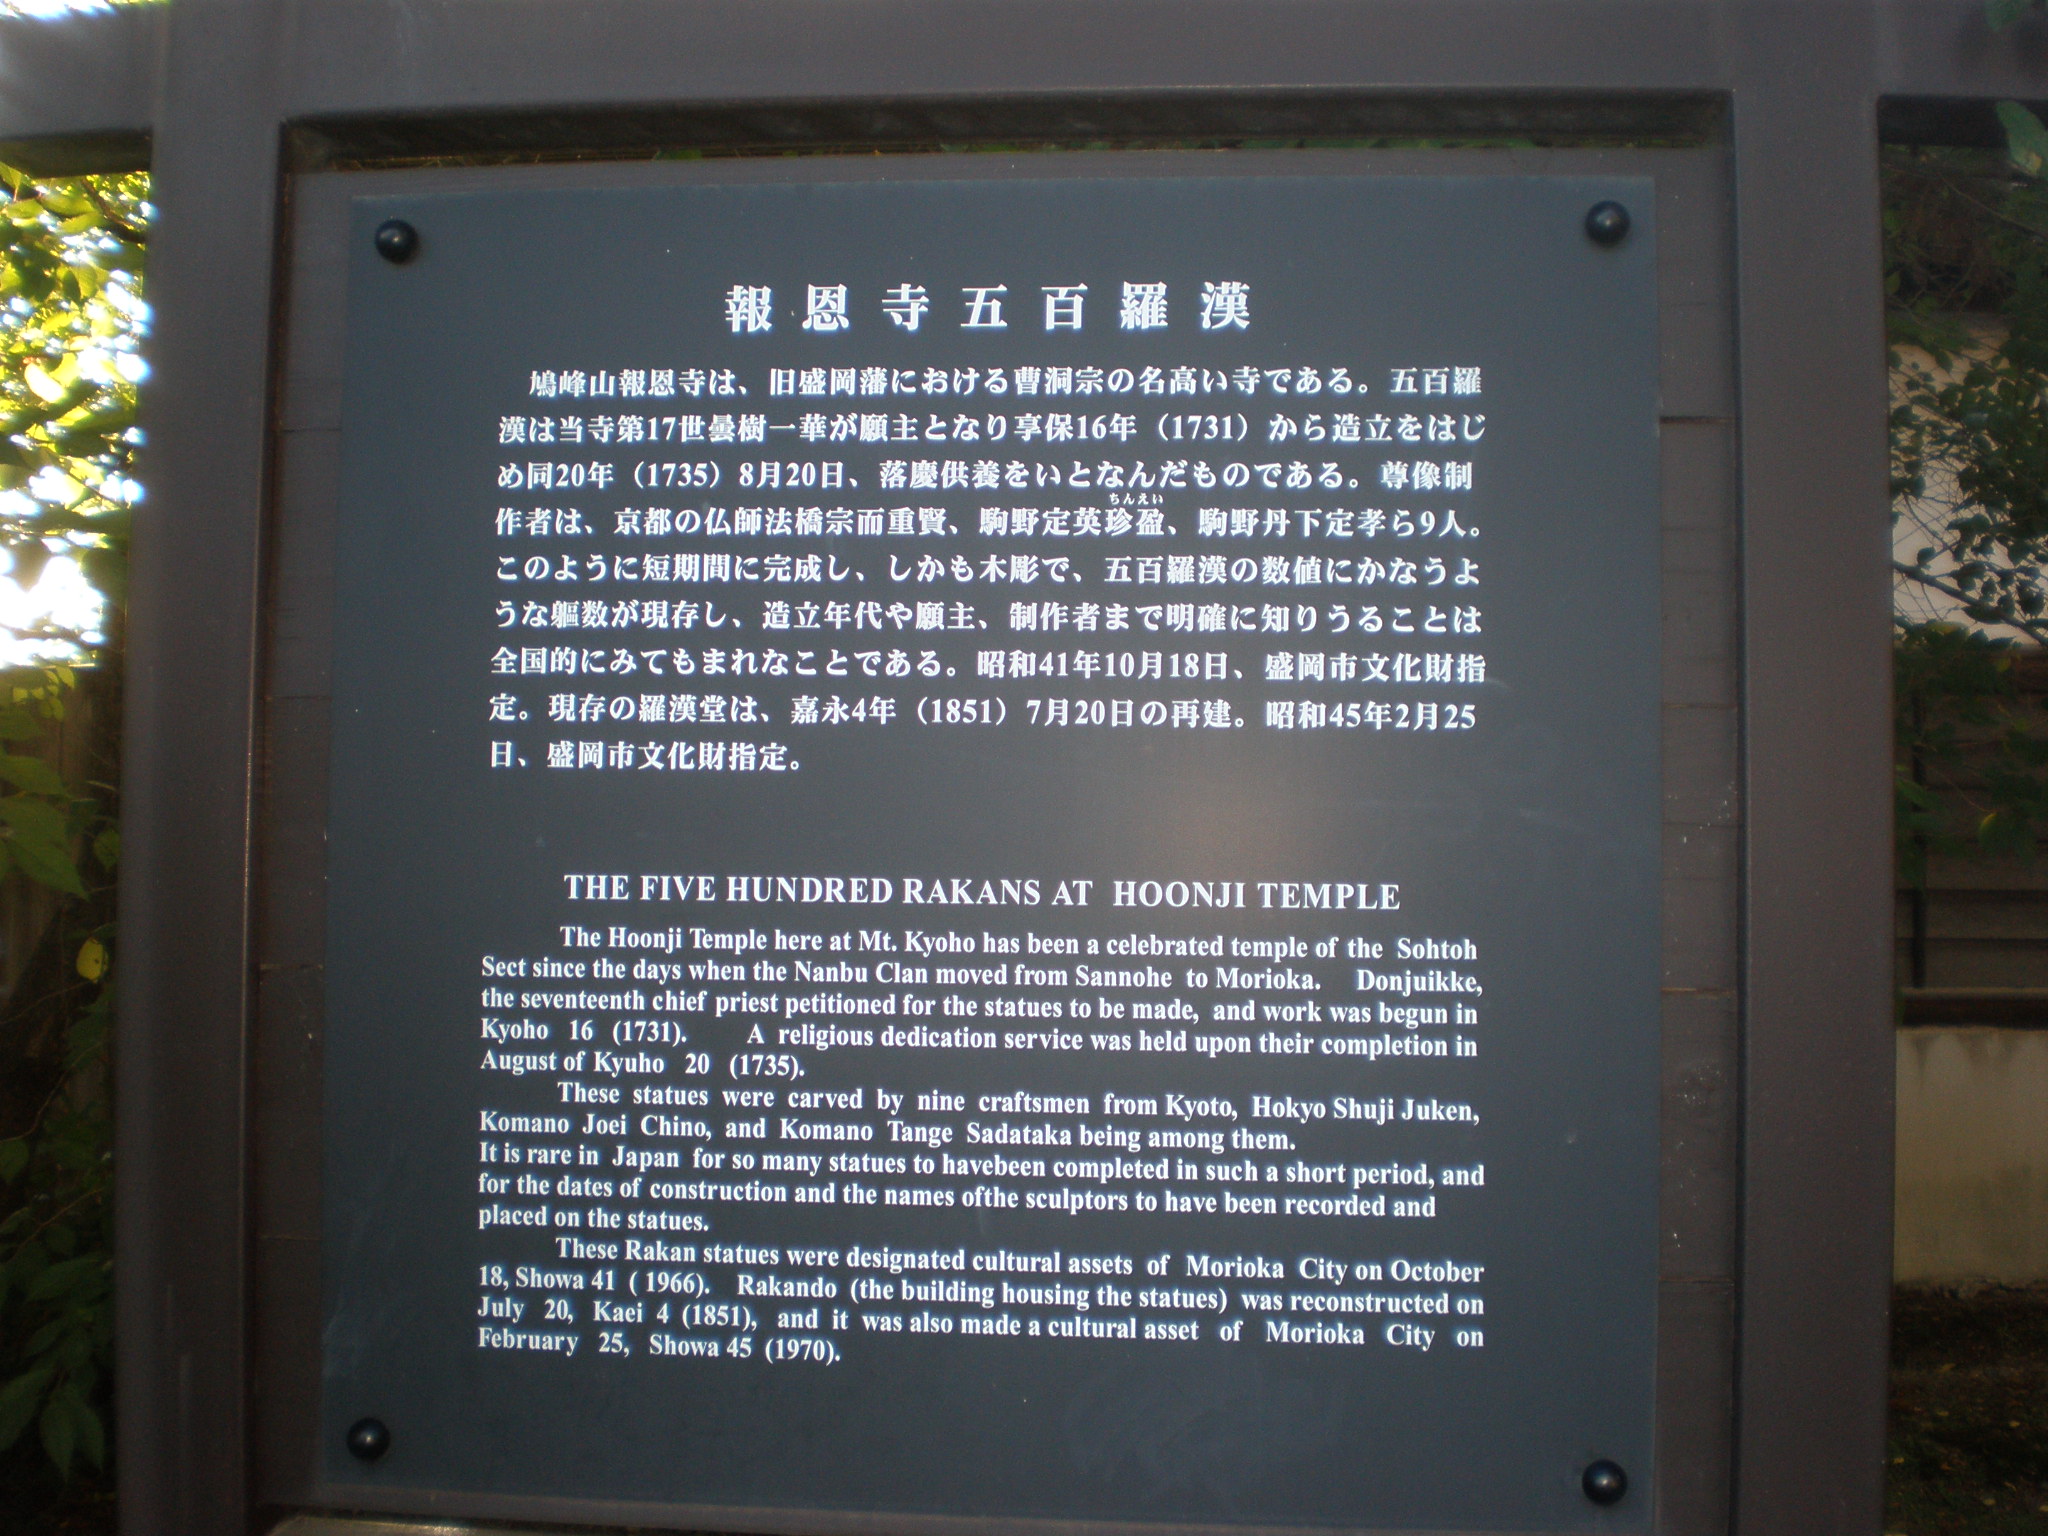 報恩寺五百羅漢
鳩峰山報恩寺は、旧盛岡藩における曹洞宗の名高い寺である。五百羅
漢は当寺第17世曇樹一華が願主となり享保16年（1731）から造立をはじ
め同20年（1735）8月20日、落慶供養をいとなんだものである。尊像制
ちんえい
作者は、京都の仏師法橋宗而重賢、駒野定英珍盈、駒野丹下定孝ら9人。
このように短期間に完成し、しかも木彫で、五百羅漢の数値にかなうよ
うな軀数が現存し、造立年代や願主、制作者まで明確に知りうることは
全国的にみてもまれなことである。昭和41年10月18日、盛岡市文化財指
定。現存の羅漢堂は、嘉永4年（1851）7月20日の再建。昭和45年2月25
日、盛岡市文化財指定。
THE FIVE HUNDRED RAKANS AT HOONJI TEMPLE
The Hoonji Temple here at Mt. Kyoho has been a celebrated temple of the Sohtoh
Sect since the days when the Nanbu Clan moved from Sannohe to Morioka. Donjuikke,
the seventeenth chief priest petitioned for the statues to be made, and work was begun in
Kyoho 16 (1731). A religious dedication service was held upon their completion in
August of Kyuho 20 (1735).
These statues were carved by nine craftsmen from Kyoto, Hokyo Shuji Juken,
Komano Joei Chino, and Komano Tange Sadataka being among them.
It is rare in Japan for so many statues to havebeen completed in such a short period, and
for the dates of construction and the names ofthe sculptors to have been recorded and
placed on the statues.
These Rakan statues were designated cultural assets of Morioka City on October
18, Showa 41 ( 1966). Rakando (the building housing the statues) was reconstructed on
July 20, Kaei 4 (1851), and it was also made a cultural asset of Morioka City on
February 25, Showa 45 (1970).